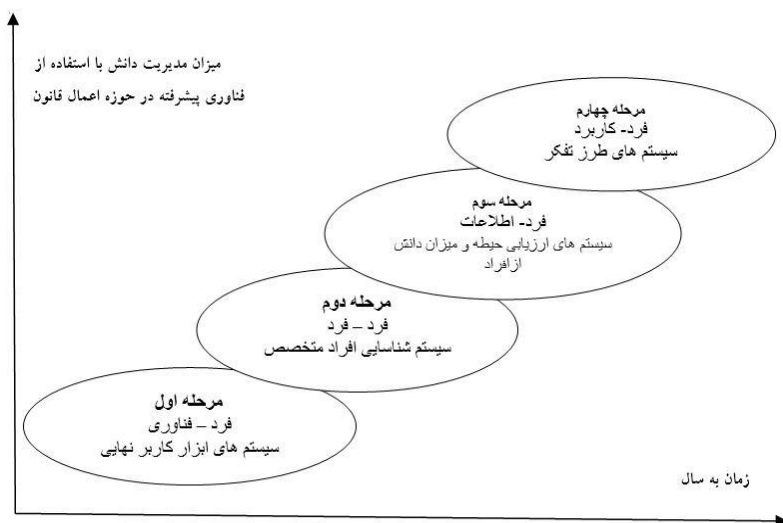 میزان مدیریت دانش با استفاده از
فناوری پیشرفته در حوزه اعمال قانون
مرحله چهارم
فرد- کاربرد
سیستم های طرز تفکر
مرحله سوم
فرد- اطلاعات
سیستم های ارزیابی حیطه و میزان دانش
ازافراد
مرحله دوم
فرد – فرد
سیستم شناسایی افراد متخصص
مرحله اول
فرد – فناوری
سیستم های ابزار کاربر نهایی
زمان به سال